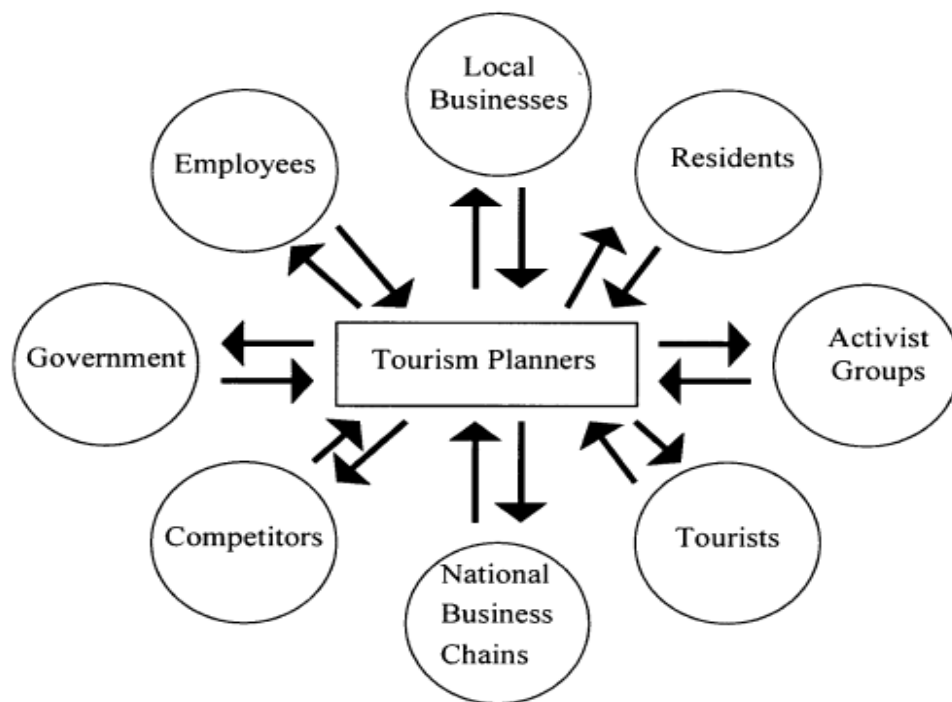 Local
Businesses
Employees
Residents
Government
Tourism Planners
Activist
Groups
Competitors
Tourists
National
Business
Chains